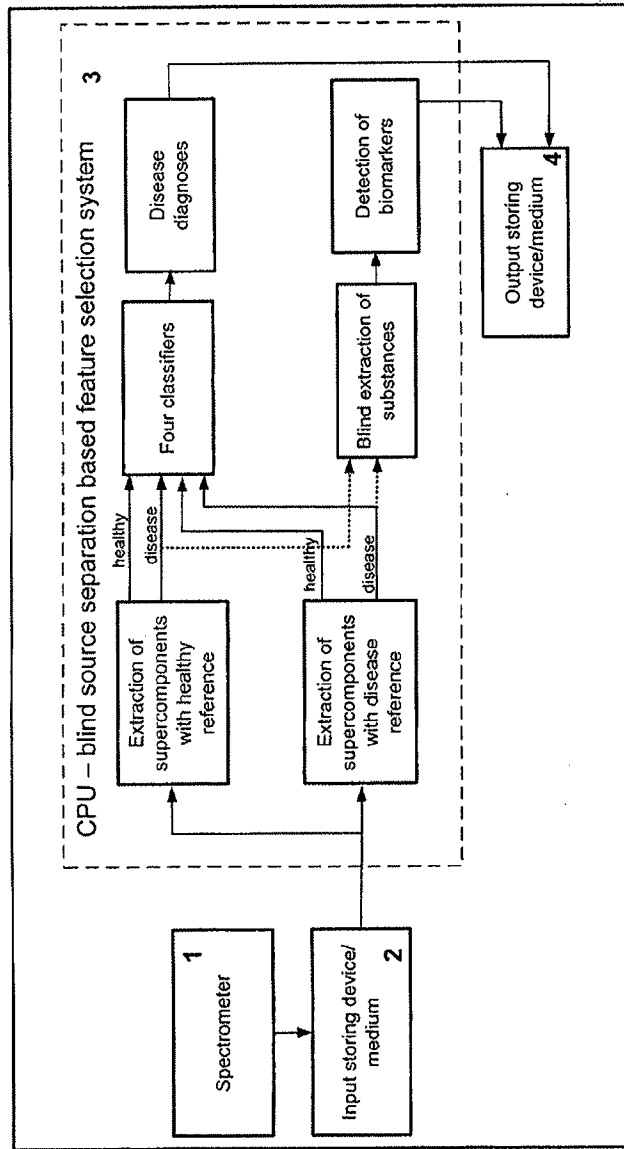 CPU – blind source separation based feature selection system
3
Spectrometer
1
Input storing device/
medium
2
Extraction of
supercomponents
with healthy
reference
healthy
disease
Extraction of
supercomponents
with disease
reference
healthy
disease
Four classifiers
Disease
diagnoses
Blind extraction of
substances
Detection of
biomarkers
Output storing
device/medium
4